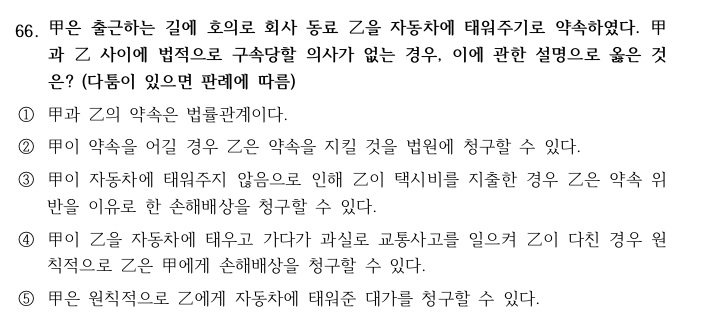 66. 甲은 출근하는 길에 호의로 회사 동료 乙을 자동차에 태워주기로 약속하였다. 甲
과 乙 사이에 법적으로 구속당할 의사가 없는 경우, 이에 관한 설명으로 옳은 것
은? (다툼이 있으면 판례에 따름)
① 甲과 乙의 약속은 법률관계이다.
② 甲이 약속을 어길 경우 乙은 약속을 지킬 것을 법원에 청구할 수 있다.
③ 甲이 자동차에 태워주지 않음으로 인해 乙이 택시비를 지출한 경우 乙은 약속 위
반을 이유로 한 손해배상을 청구할 수 있다.
④ 甲이 乙을 자동차에 태우고 가다가 과실로 교통사고를 일으켜 乙이 다친 경우 원
칙적으로 乙은 甲에게 손해배상을 청구할 수 있다.
⑤ 甲은 원칙적으로 乙에게 자동차에 태워준 대가를 청구할 수 있다.